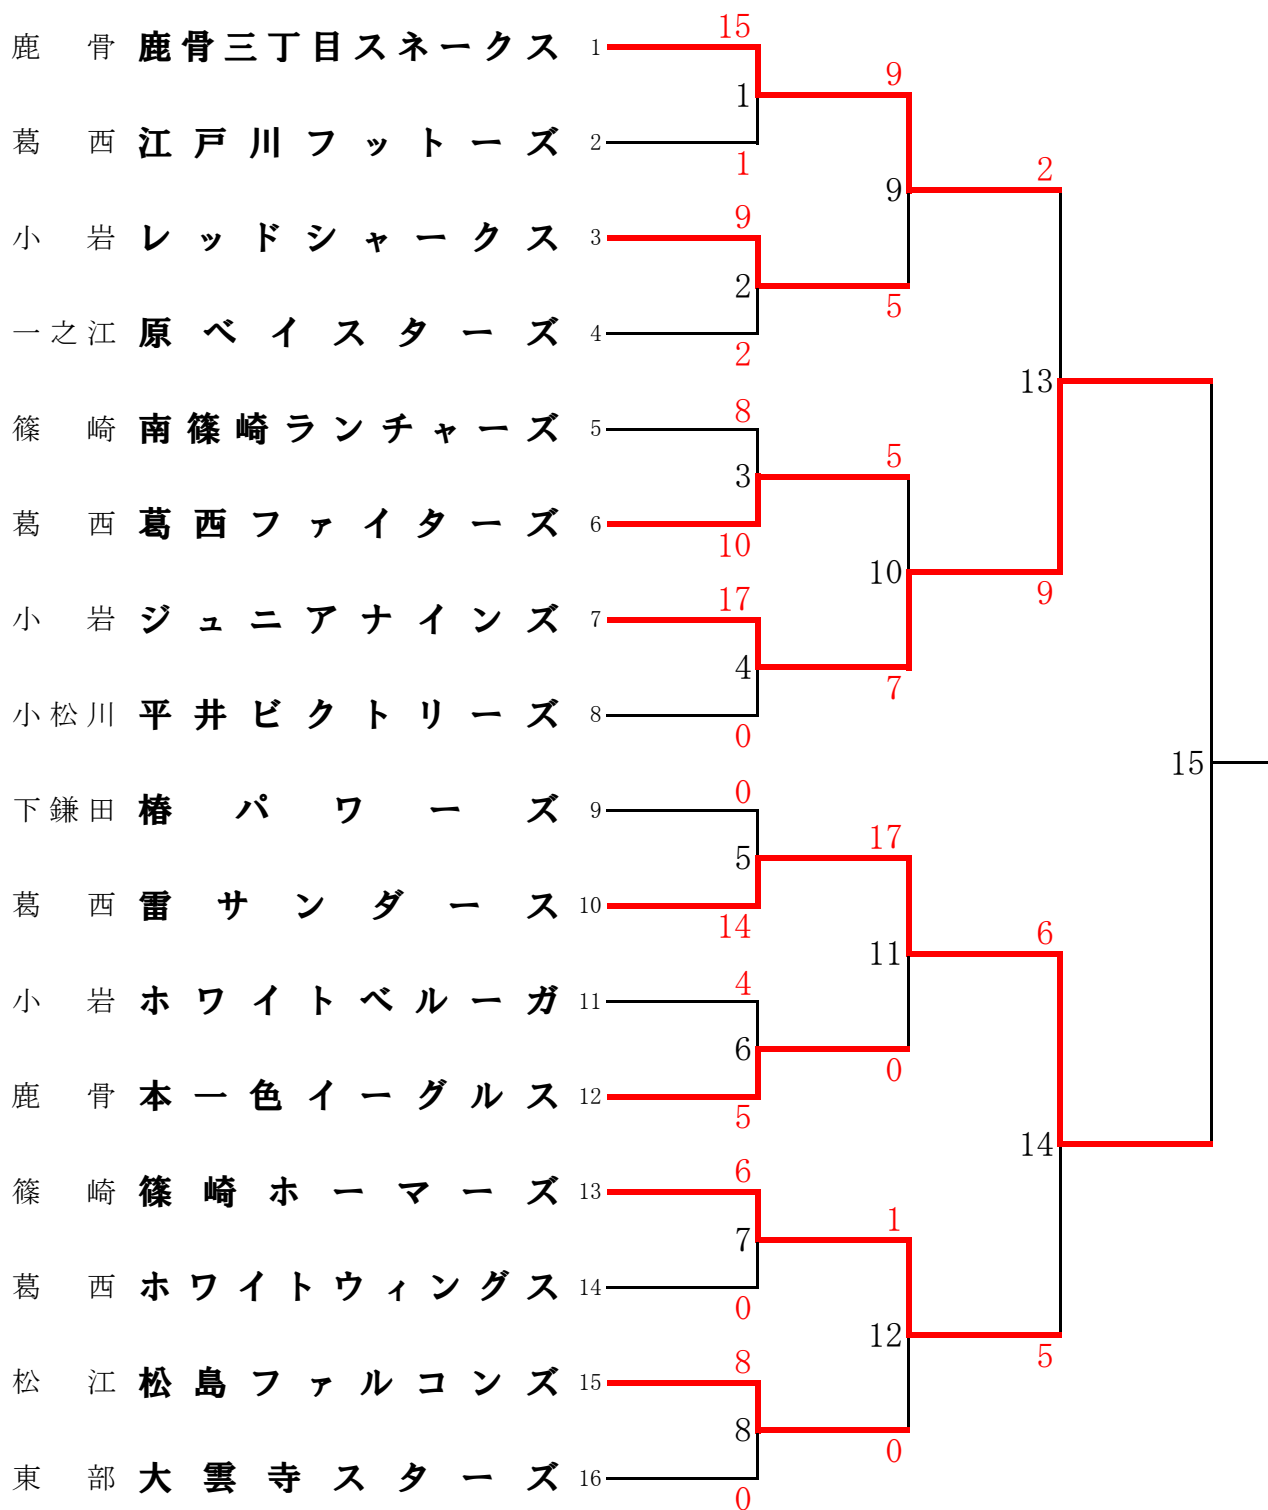 15
鹿骨 鹿骨三丁目スネークス 1
9
1
葛西 江戸川フットーズ 2
1
2
9
9
小岩 レッドシャークス 3
2
5
一之江 原ベイスターズ 4
2
13
8
篠崎 南篠崎ランチャーズ 5
5
3
葛西 葛西ファイターズ 6
10
10
9
17
小岩 ジュニアナインズ 7
4
7
小松川 平井ビクトリーズ 8
0
15
0
下鎌田 椿パワーズ 9
17
5
葛西 雷サンダース 10
14
6
11
4
小岩 ホワイトベルーガ 11
6
0
鹿骨 本一色イーグルス 12
5
14
6
篠崎 篠崎ホーマーズ 13
1
7
葛西 ホワイトウィングス 14
0
12
5
8
松江 松島ファルコンズ 15
8
0
東部 大雲寺スターズ 16
0